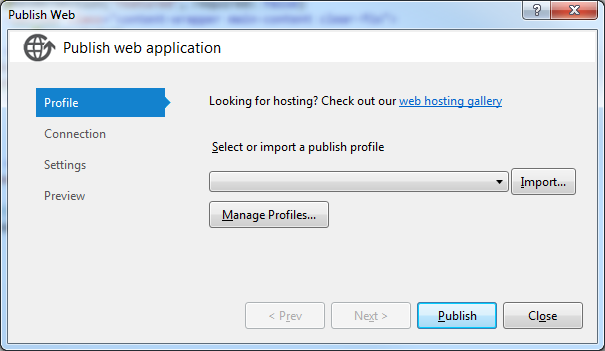 Publish Web
Publish web application
Profile
Connection
Settings
Preview
Looking for hosting? Check out our web hosting gallery
Select or import a publish profile
Import...
Manage Profiles...
< Prev
Next >
Publish
Close